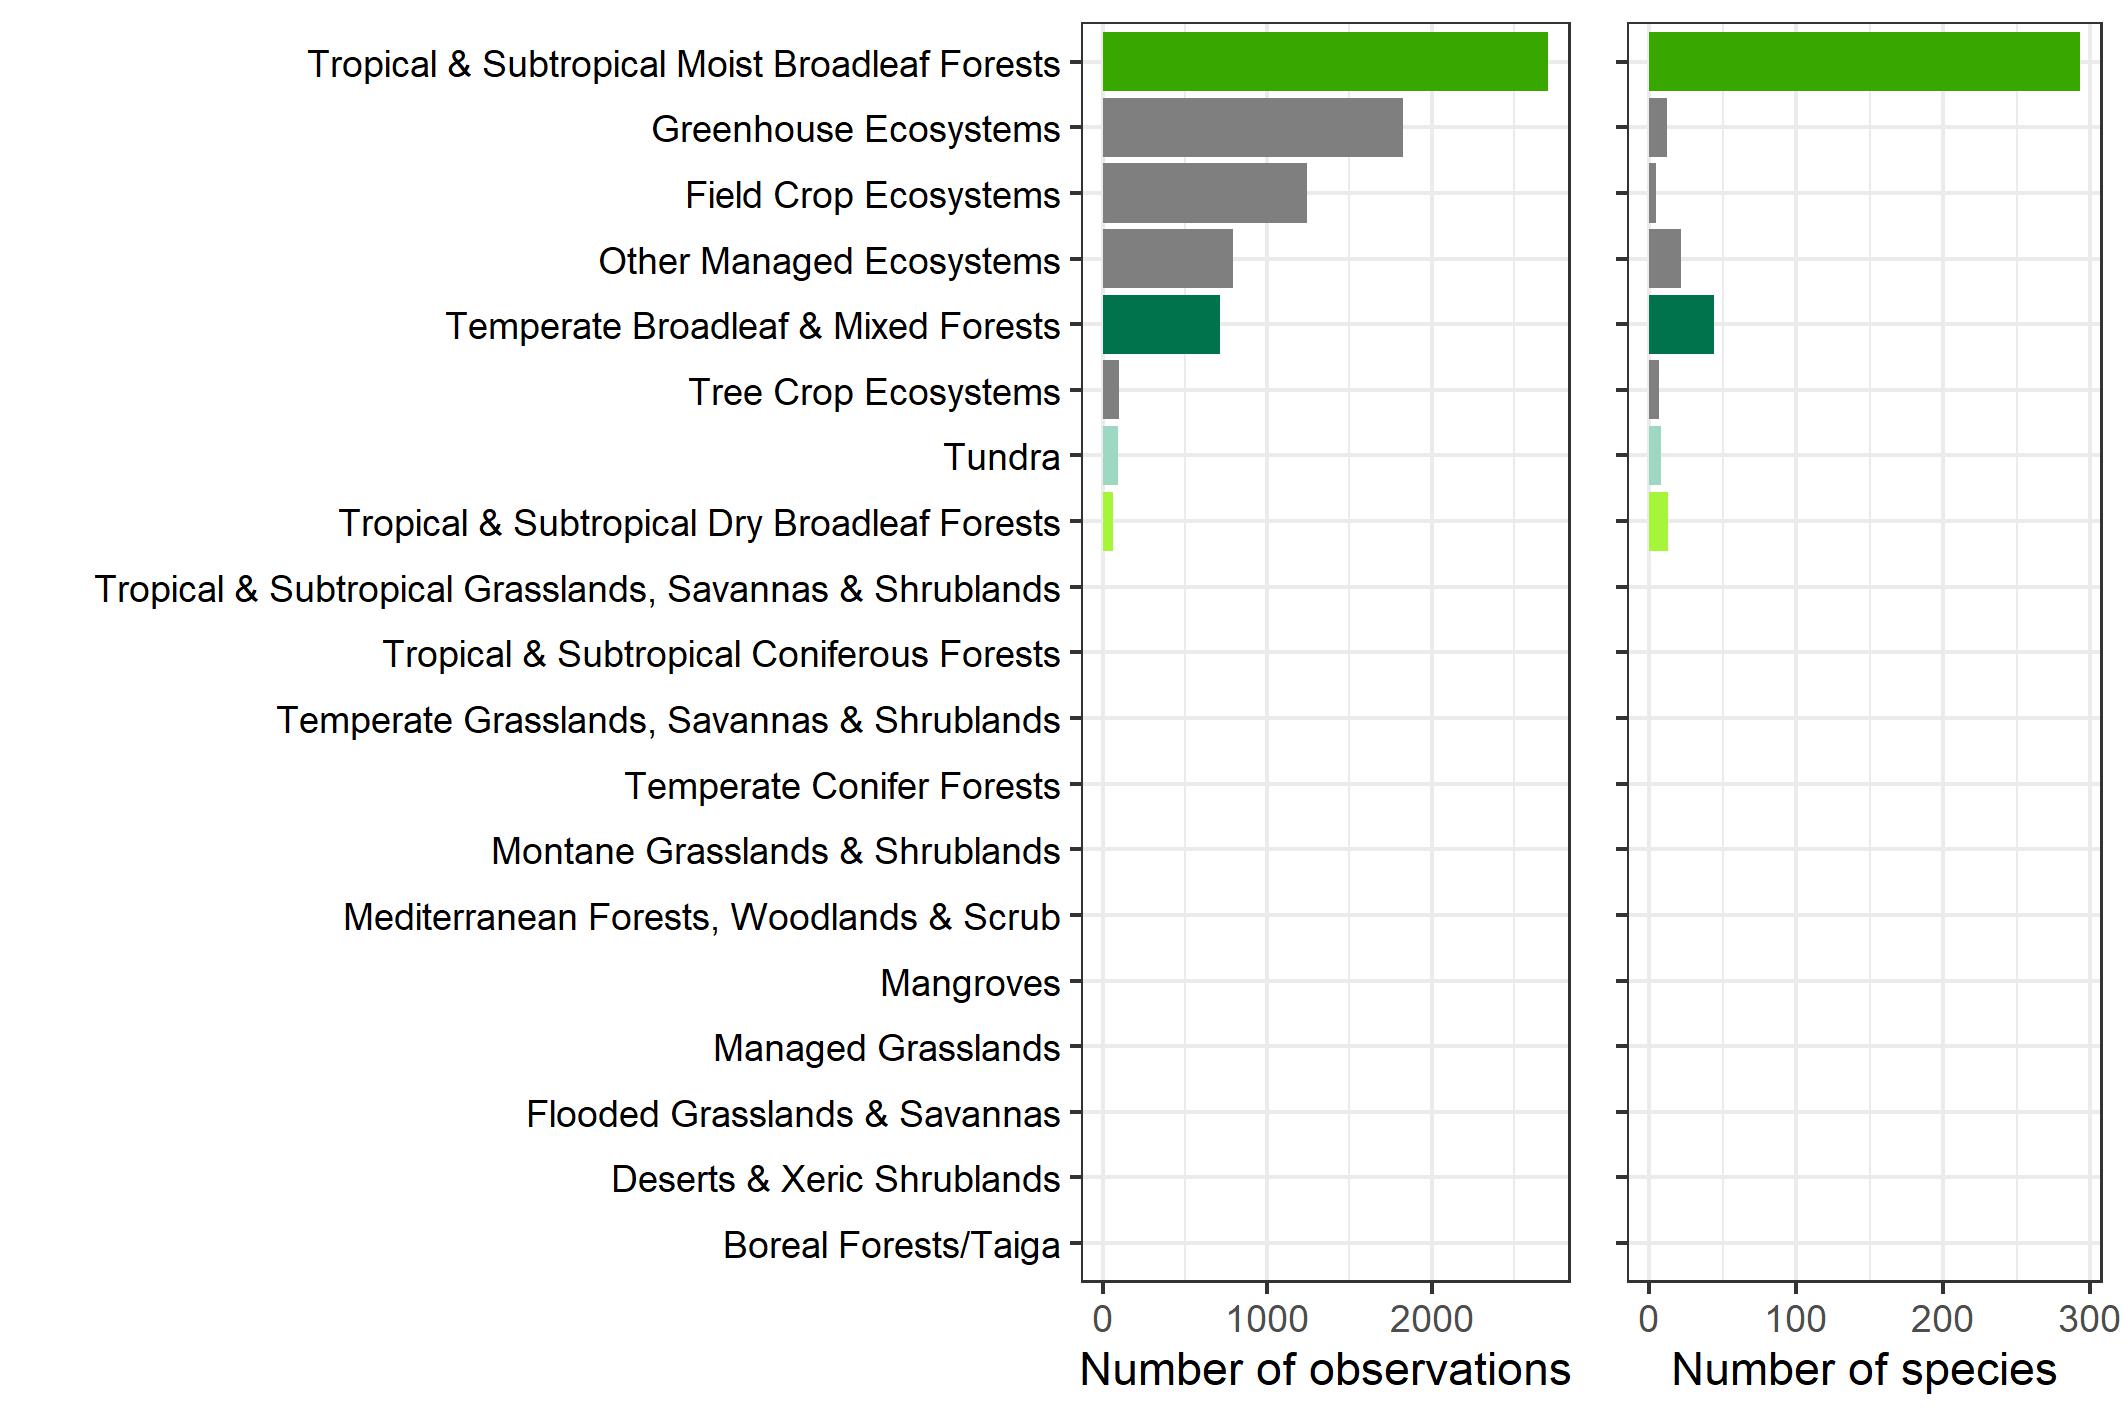 Tropical & Subtropical Moist Broadleaf Forests
Greenhouse Ecosystems
Field Crop Ecosystems
Other Managed Ecosystems
Temperate Broadleaf & Mixed Forests
Tree Crop Ecosystems
Tundra
Tropical & Subtropical Dry Broadleaf Forests
Tropical & Subtropical Grasslands, Savannas & Shrublands
Tropical & Subtropical Coniferous Forests
Temperate Grasslands, Savannas & Shrublands
Temperate Conifer Forests
Montane Grasslands & Shrublands
Mediterranean Forests, Woodlands & Scrub
Mangroves
Managed Grasslands
Flooded Grasslands & Savannas
Deserts & Xeric Shrublands
Boreal Forests/Taiga
0 1000 2000
Number of observations
0 100 200 300
Number of species